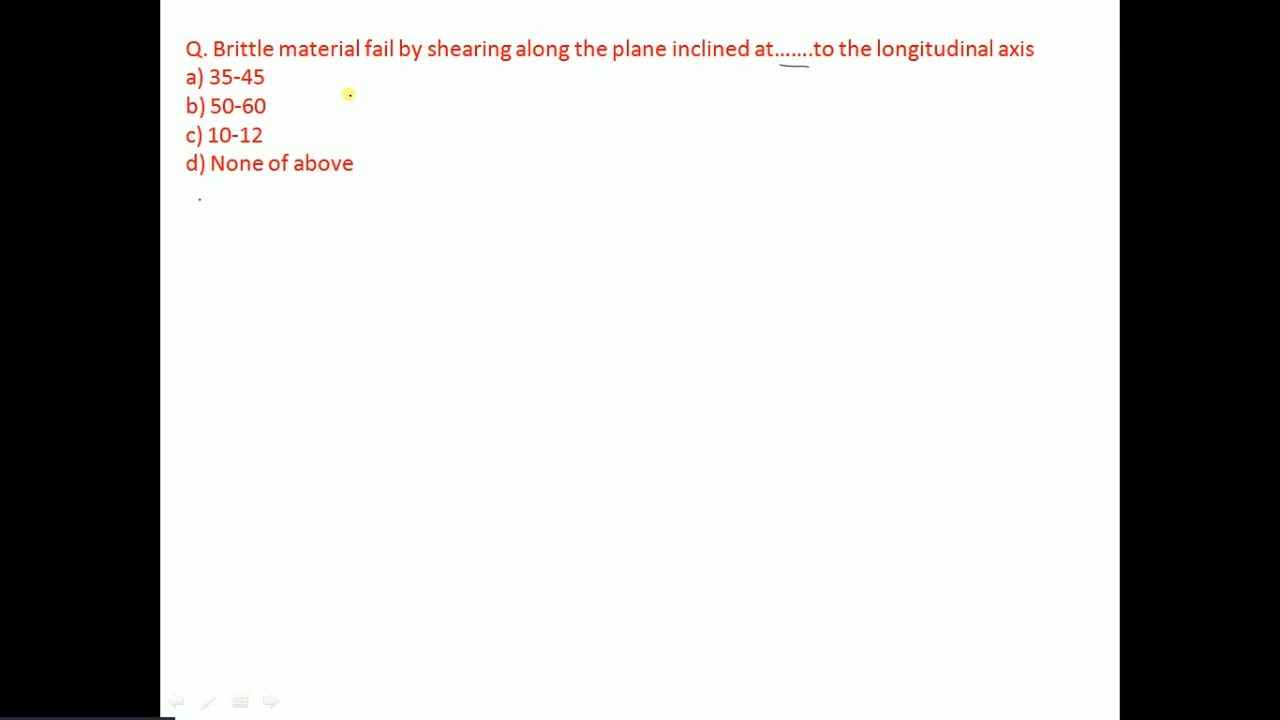 Q. Brittle material fail by shearing along the plane inclined at.......to the longitudinal axis
a) 35-45
b) 50-60
c) 10-12
d) None of above
.